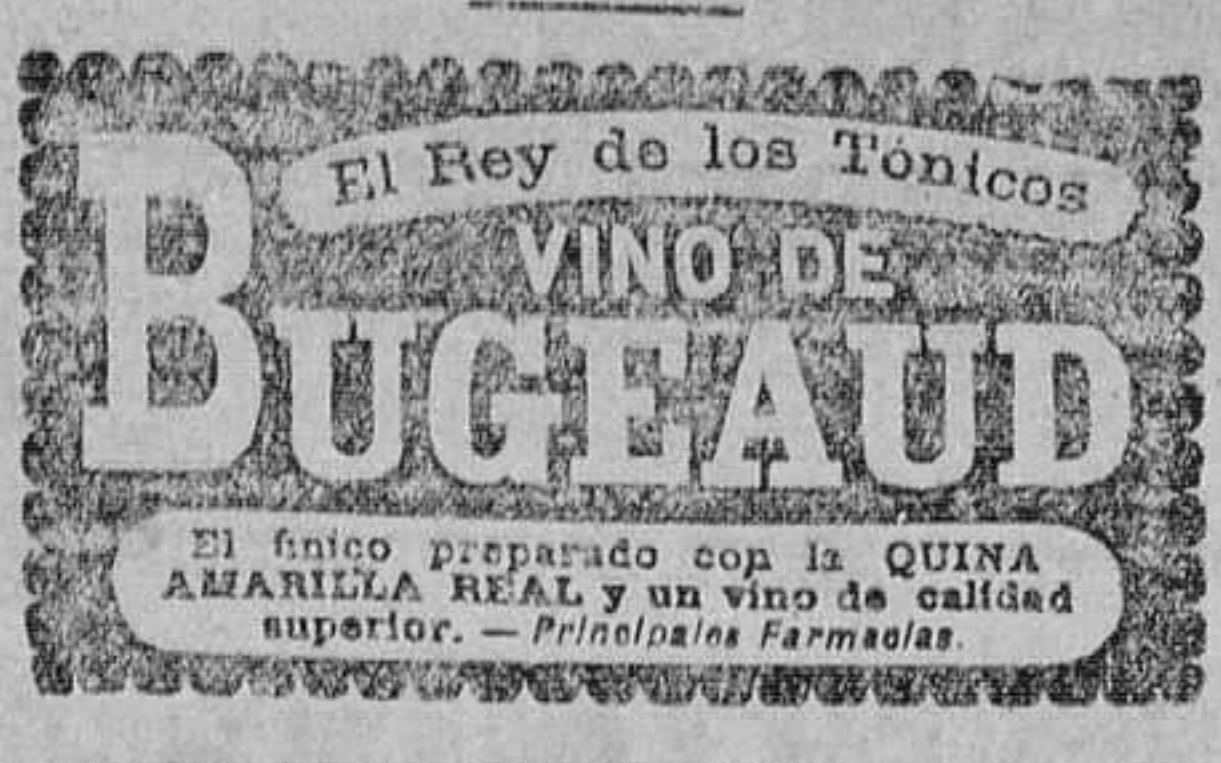 El Rey de los Tónicos
VINO DE
BUGEAUD
El único preparado con la QUINA
AMARILLA REAL y un vino de calidad
superior. — Principales Farmacias.